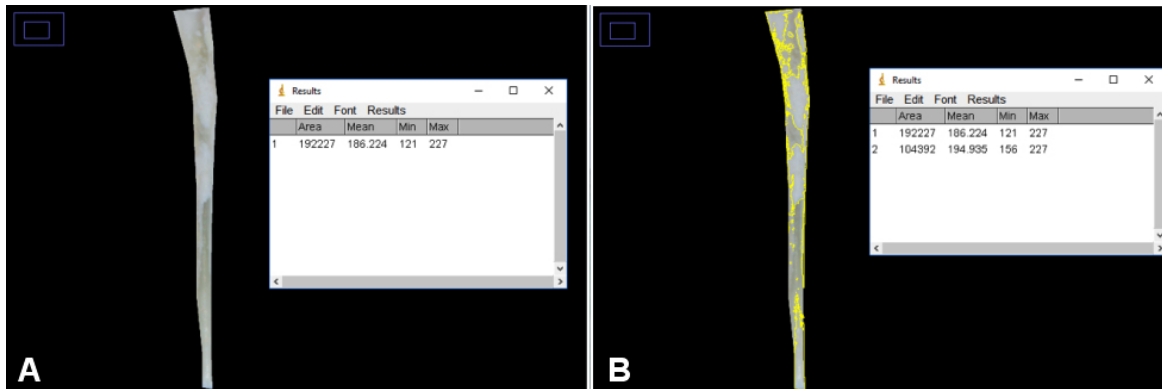 Results
File Edit Font Results
Area Mean Min Max
1 192227 186.224 121 227
A
Results
File Edit Font Results
Area Mean Min Max
1 192227 186.224 121 227
2 104392 194.935 156 227
B